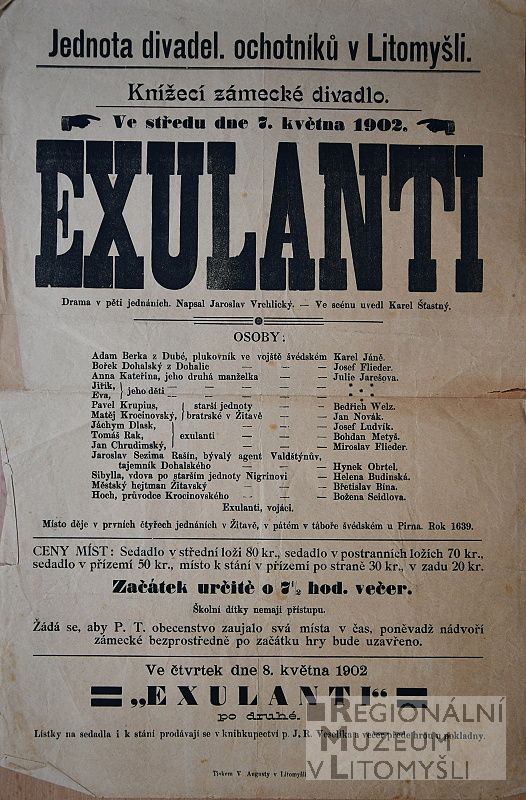 Jednota divadel. ochotníků v Litomyšli.
Knížecí zámecké divadlo.
Ve středu dne 7. května 1902.
EXULANTI
Drama v pěti jednáních. Napsal Jaroslav Vrchlický. — Ve scénu uvedl Karel Šťastný.
OSOBY:
Adam Berka z Dubé, plukovník ve vojště švédském Karel Jáně.
Bořek Dohalský z Dohalic — — Josef Flieder.
Anna Kateřina, jeho druhá manželka — — Julie Jarešova.
Jiřík, } jeho děti — — — * * *
Eva, — — * * *
Pavel Krupius, } starší jednoty — — Bedřich Welz.
Matěj Krocinovský, bratrské v Žitavě — — Jan Novák.
Jáchym Dlask, — — Josef Ludvík.
Tomáš Rak, } exulanti — — — Bohdan Metyš.
Jan Chrudimský, — — Miroslav Flieder.
Jaroslav Sezima Rašín, bývalý agent Valdštýnův,
tajemník Dohalského — — — Hynek Obrtel.
Sibylla, vdova po starším jednoty Nigrinovi — Helena Budinská.
Městský hejtman Žitavský — — — Břetislav Bína.
Hoch, průvodce Krocinovského — — — Božena Seidlova.
Exulanti, vojáci.
Místo děje v prvních čtyřech jednáních v Žitavě, v pátém v táboře švédském u Pirna. Rok 1639.
CENY MÍST: Sedadlo v střední loži 80 kr., sedadlo v postranních ložích 70 kr.,
sedadlo v přízemí 50 kr., místo k stání v přízemí po straně 30 kr., v zadu 20 kr.
Začátek určitě o 7½ hod. večer.
Školní dítky nemají přístupu.
Žádá se, aby P. T. obecenstvo zaujalo svá místa v čas, poněvadž nádvoří
zámecké bezprostředně po začátku hry bude uzavřeno.
Ve čtvrtek dne 8. května 1902
„EXULANTI“
po druhé.
Lístky na sedadla i k stání prodávají se v knihkupectví p. J. R. Veselíka a večer přede hrou u pokladny.
Tiskem V. Augusty v Litomyšli
REGIONÁLNÍ
MUZEUM
V LITOMYŠLI